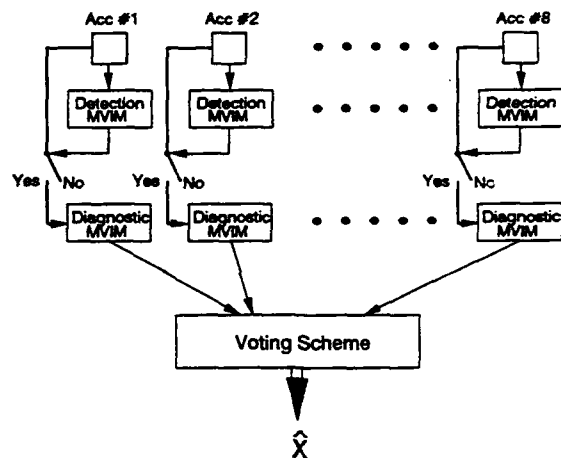 Acc #1 Acc #2 Acc #8
Detection MVIM Detection MVIM Detection MVIM
Yes No Yes No Yes No
Diagnostic MVIM Diagnostic MVIM Diagnostic MVIM
Voting Scheme
X̂